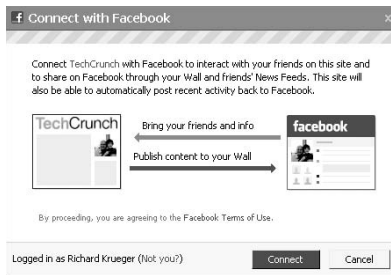 f Connect with Facebook x
Connect TechCrunch with Facebook to interact with your friends on this site and
to share on Facebook through your Wall and friends' News Feeds. This site will
also be able to automatically post recent activity back to Facebook.
TechCrunch
Bring your friends and info
facebook
Publish content to your Wall
By proceeding, you are agreeing to the Facebook Terms of Use.
Logged in as Richard Krueger (Not you?)
Connect
Cancel